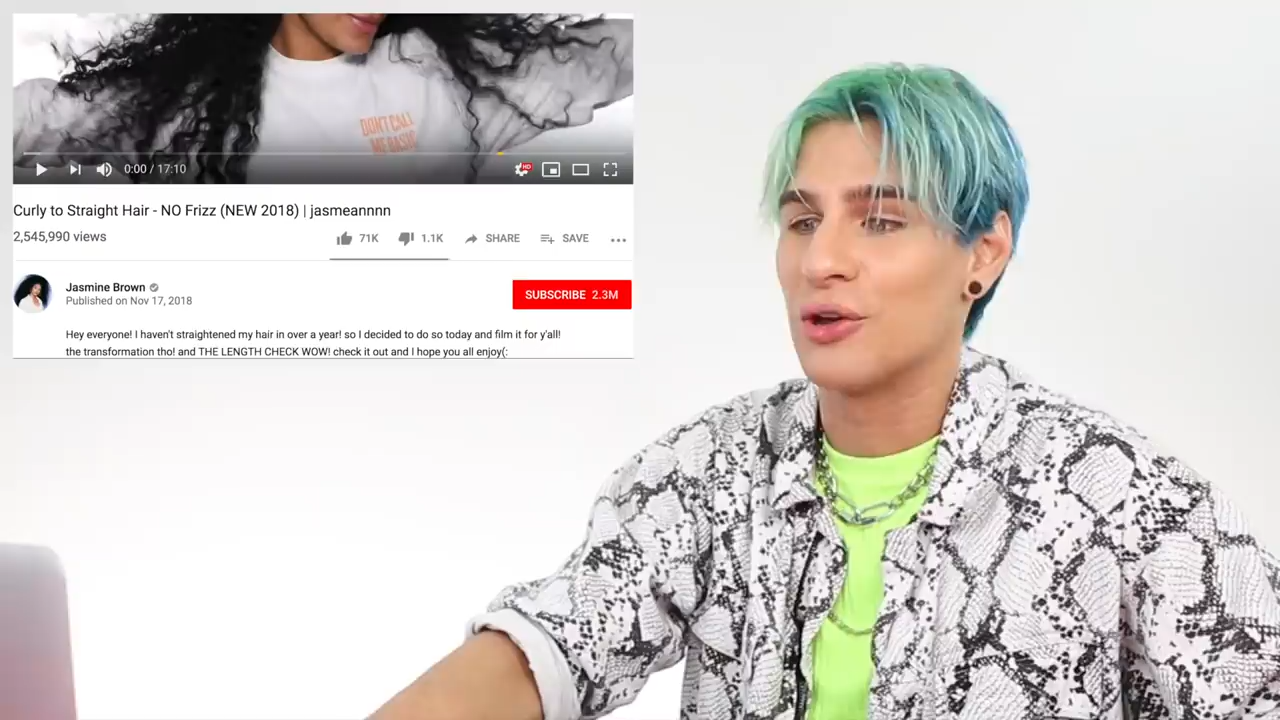 DON'T CALL
ME BASIC
0:00 / 17:10
HD
Curly to Straight Hair - NO Frizz (NEW 2018) | jasmeannnn
2,545,990 views
71K
1.1K
SHARE
SAVE
Jasmine Brown
SUBSCRIBE 2.3M
Published on Nov 17, 2018
Hey everyone! I haven't straightened my hair in over a year! so I decided to do so today and film it for y'all!
the transformation tho! and THE LENGTH CHECK WOW! check it out and I hope you all enjoy(: